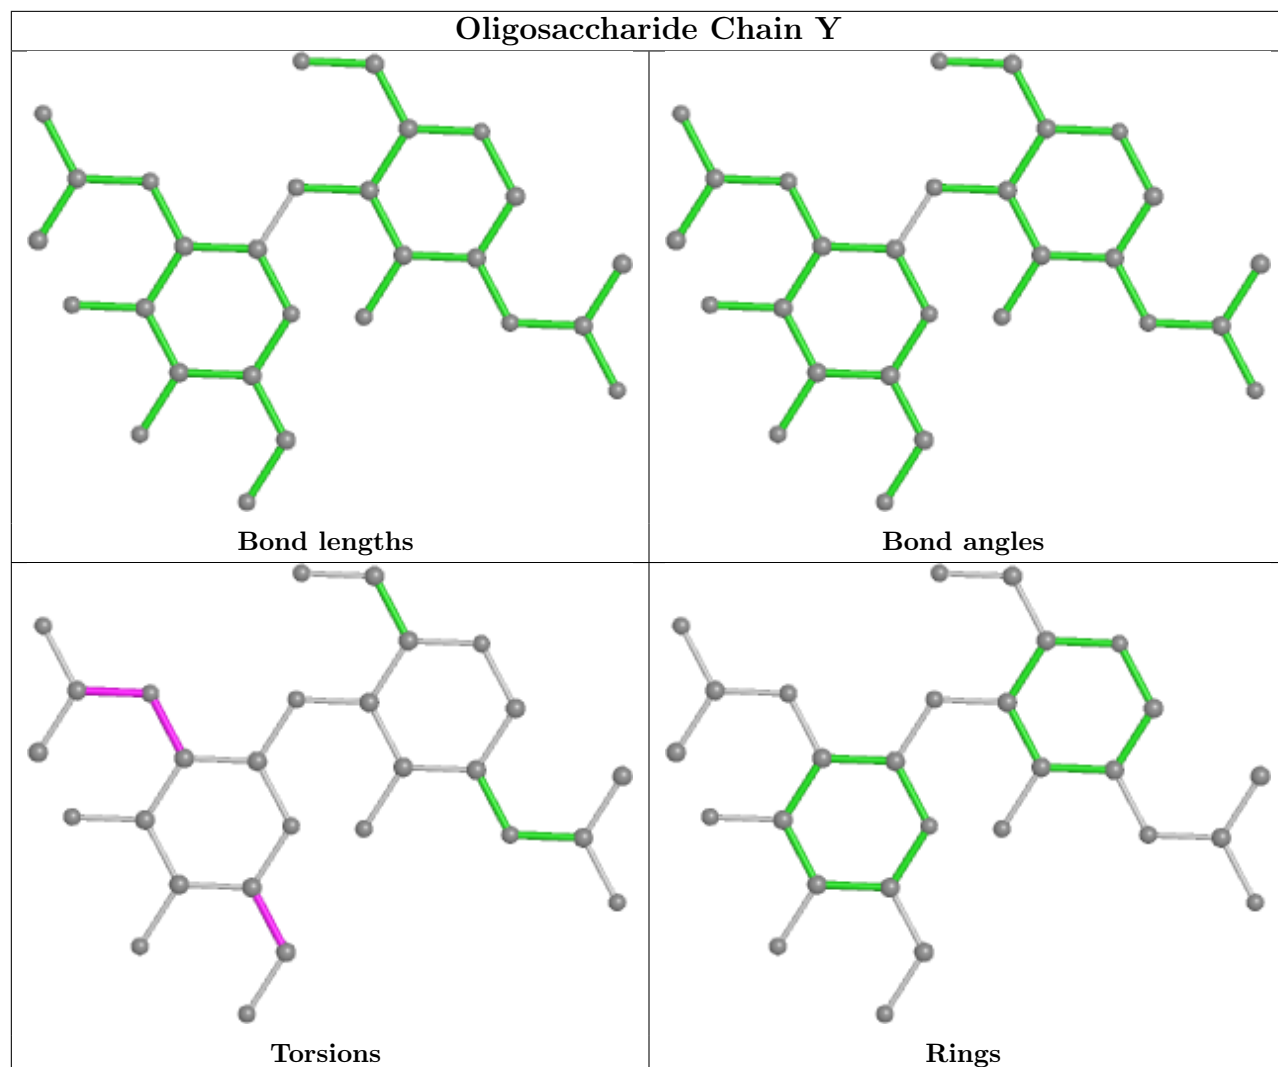 Oligosaccharide Chain Y
Bond lengths
Bond angles
Torsions
Rings